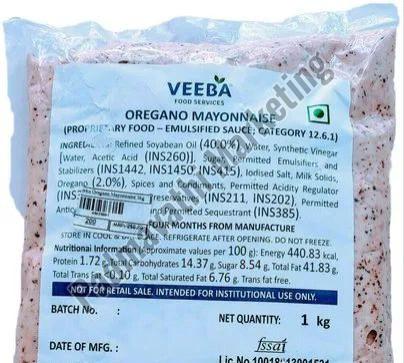 VEEBA
FOOD SERVICES
OREGANO MAYONNAISE
(PROPRIETARY FOOD – EMULSIFIED SAUCE; CATEGORY 12.6.1)
Refined Soyabean Oil (40.0%), Water, Synthetic Vinegar
[Water, Acetic Acid (INS260)], Sugar, Permitted Emulsifiers and
Stabilizers (INS1442, INS1450, INS415), Iodised Salt, Milk Solids,
Oregano (2.0%), Spices and Condiments, Permitted Acidity Regulator
(INS211, INS202), Permitted
Permitted Sequestrant (INS385).
FOUR MONTHS FROM MANUFACTURE
STORE IN COOL & REFRIGERATE AFTER OPENING. DO NOT FREEZE.
Nutritional Information (Approximate values per 100 g): Energy 440.83 kcal,
Protein 1.72 g, Total Carbohydrates 14.37 g, Sugar 8.54 g, Total Fat 41.83 g,
Total Trans Fat 0.10 g, Total Saturated Fat 6.76 g, Trans fat free.
NOT FOR RETAIL SALE, INTENDED FOR INSTITUTIONAL USE ONLY.
BATCH No. :
NET QUANTITY: 1 kg
DATE OF MFG. :
fssai